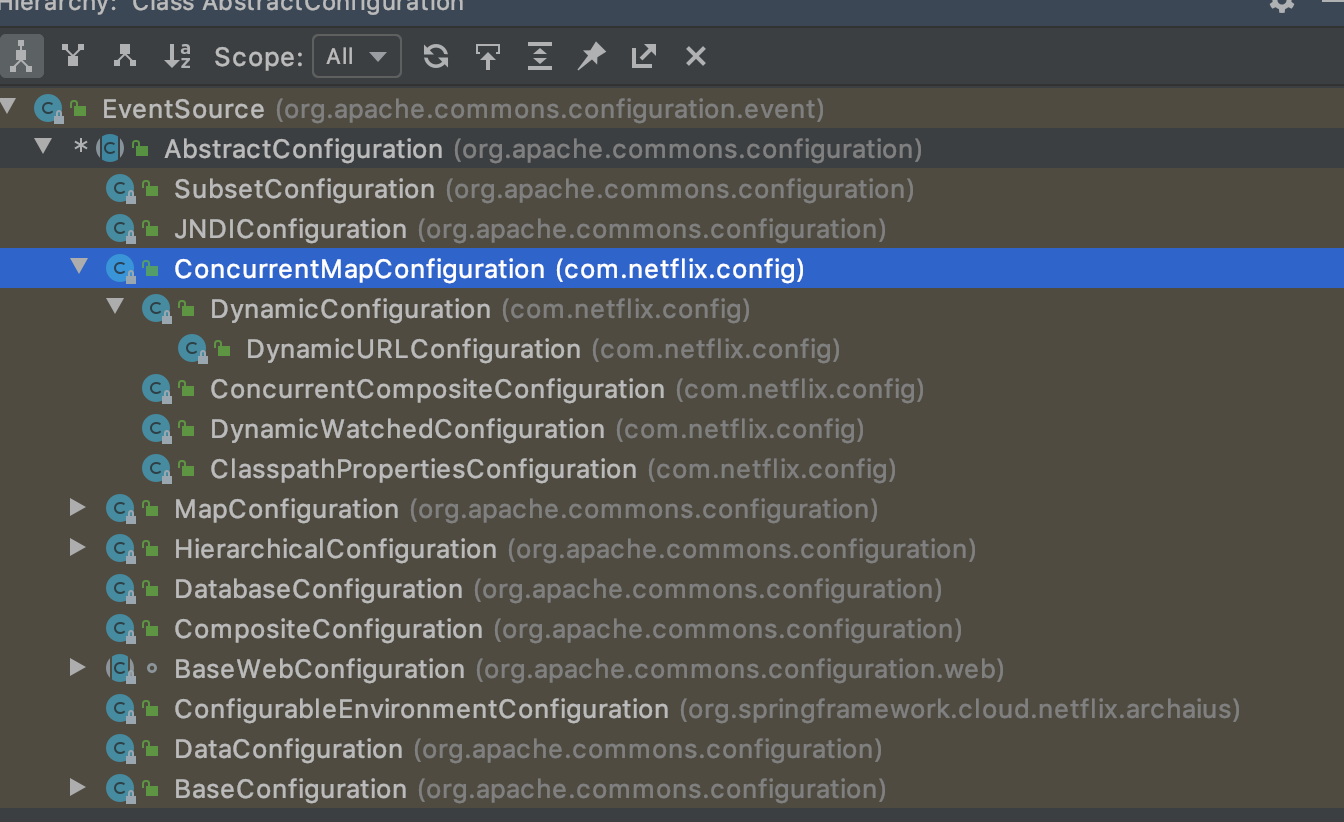 Hierarchy: Class AbstractConfiguration
Scope: All
EventSource (org.apache.commons.configuration.event)
* AbstractConfiguration (org.apache.commons.configuration)
SubsetConfiguration (org.apache.commons.configuration)
JNDIConfiguration (org.apache.commons.configuration)
ConcurrentMapConfiguration (com.netflix.config)
DynamicConfiguration (com.netflix.config)
DynamicURLConfiguration (com.netflix.config)
ConcurrentCompositeConfiguration (com.netflix.config)
DynamicWatchedConfiguration (com.netflix.config)
ClasspathPropertiesConfiguration (com.netflix.config)
MapConfiguration (org.apache.commons.configuration)
HierarchicalConfiguration (org.apache.commons.configuration)
DatabaseConfiguration (org.apache.commons.configuration)
CompositeConfiguration (org.apache.commons.configuration)
BaseWebConfiguration (org.apache.commons.configuration.web)
ConfigurableEnvironmentConfiguration (org.springframework.cloud.netflix.archaius)
DataConfiguration (org.apache.commons.configuration)
BaseConfiguration (org.apache.commons.configuration)